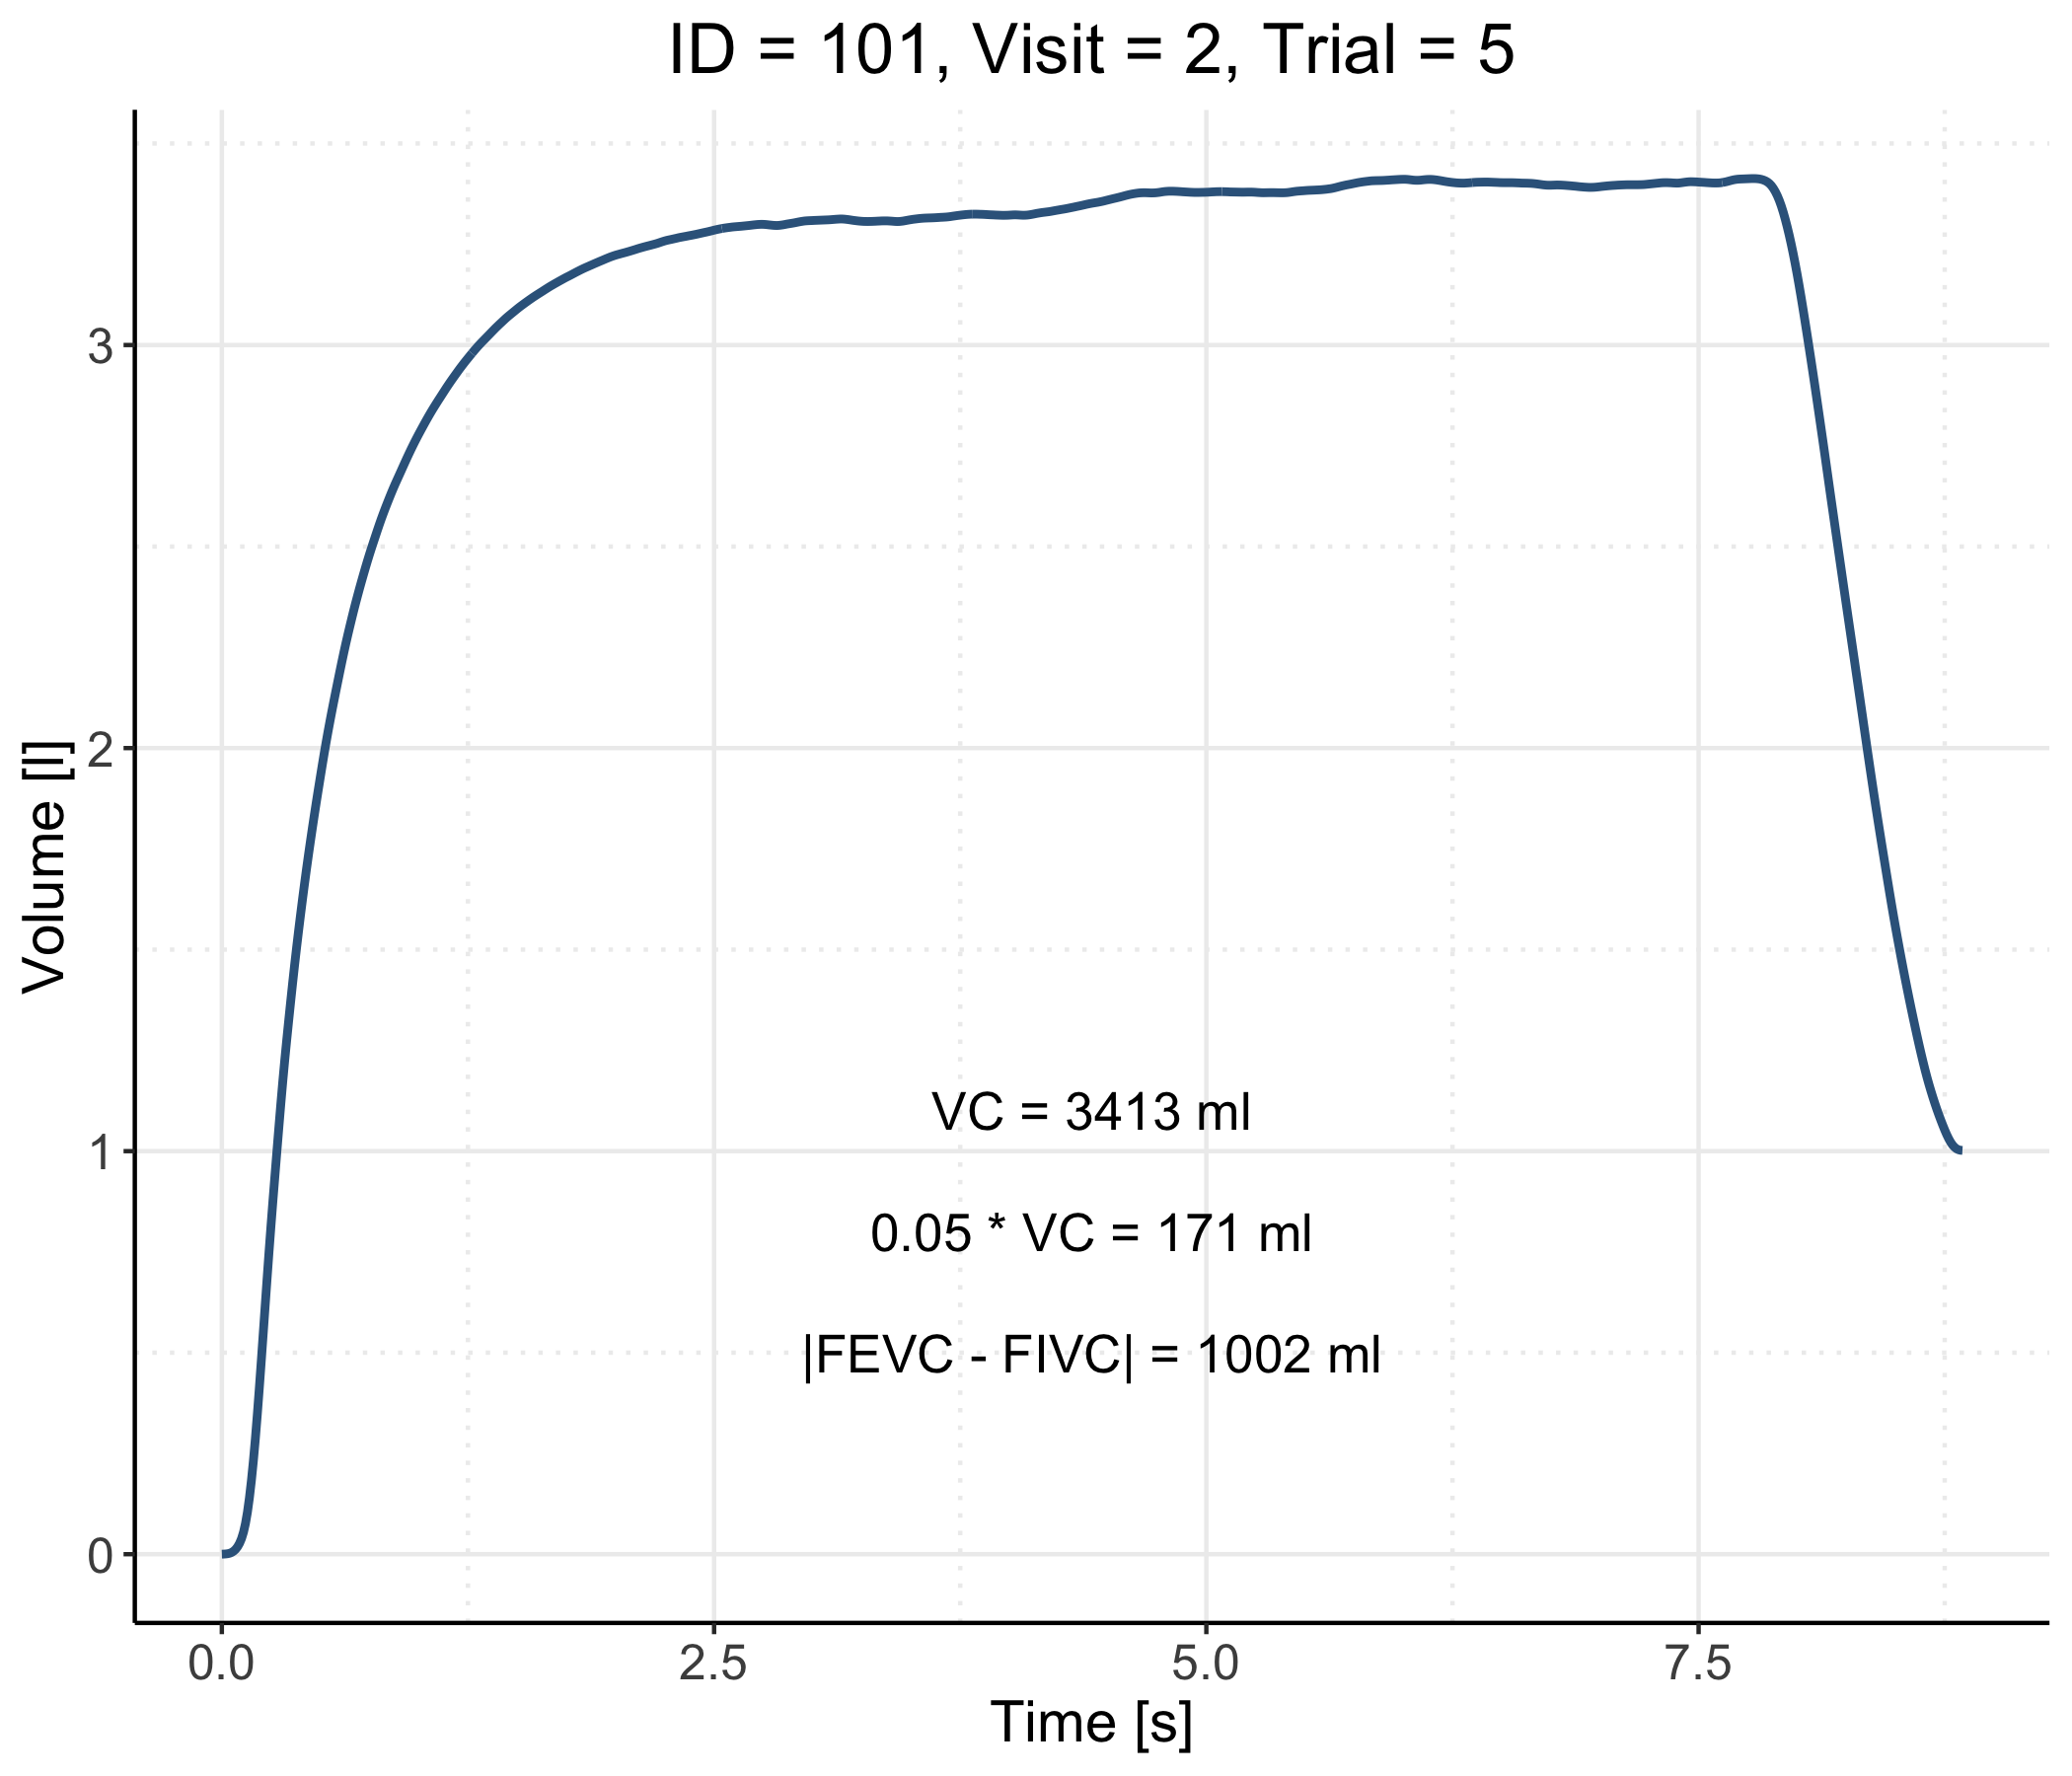 ID = 101, Visit = 2, Trial = 5
Volume [l]
3
2
1
0
VC = 3413 ml
0.05 * VC = 171 ml
|FEVC - FIVC| = 1002 ml
0.0 2.5 5.0 7.5
Time [s]